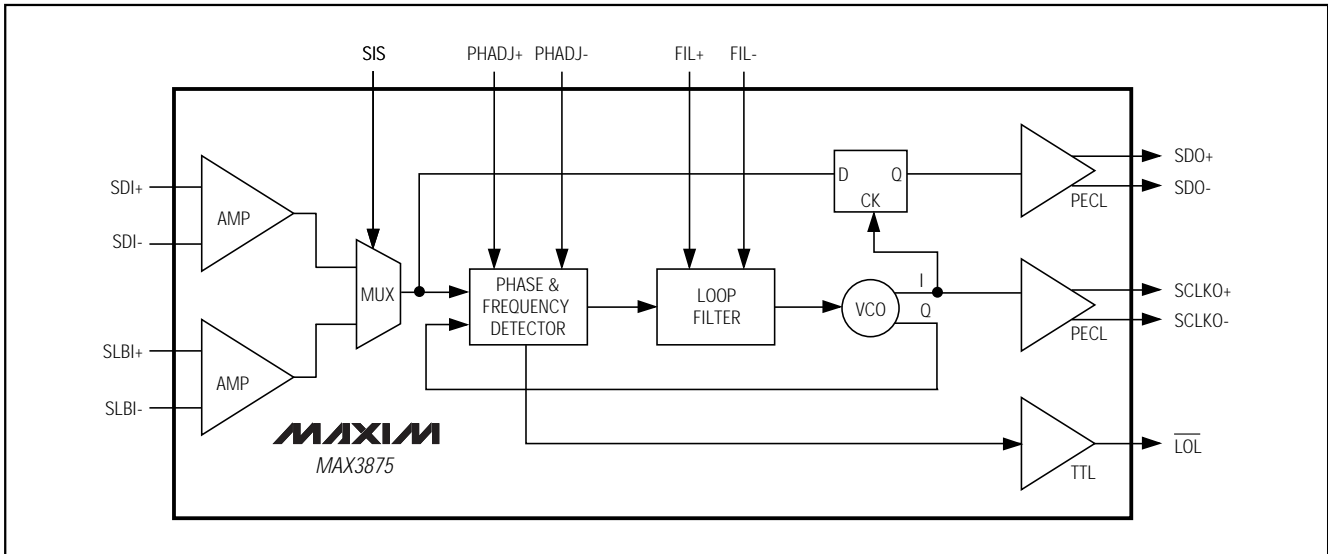 SIS
PHADJ+ PHADJ-
FIL+ FIL-
SDI+
SDI-
AMP
SLBI+
SLBI-
AMP
MUX
PHASE &
FREQUENCY
DETECTOR
LOOP
FILTER
VCO
I
Q
D Q
CK
PECL
SDO+
SDO-
PECL
SCLKO+
SCLKO-
TTL
LOL
MAXIM
MAX3875